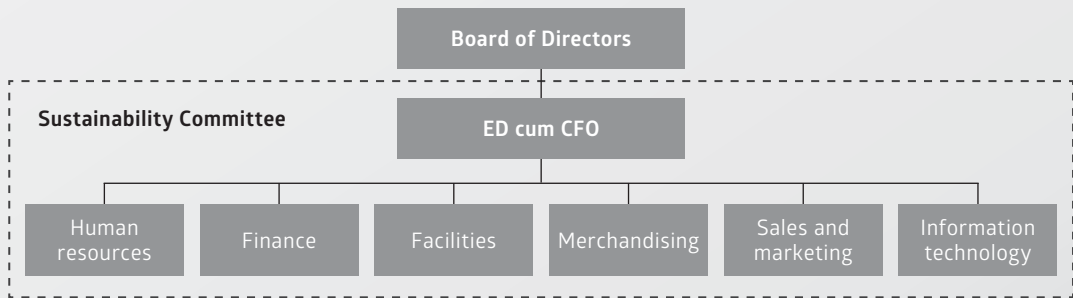 Board of Directors
Sustainability Committee
ED cum CFO
Human
resources
Finance
Facilities
Merchandising
Sales and
marketing
Information
technology